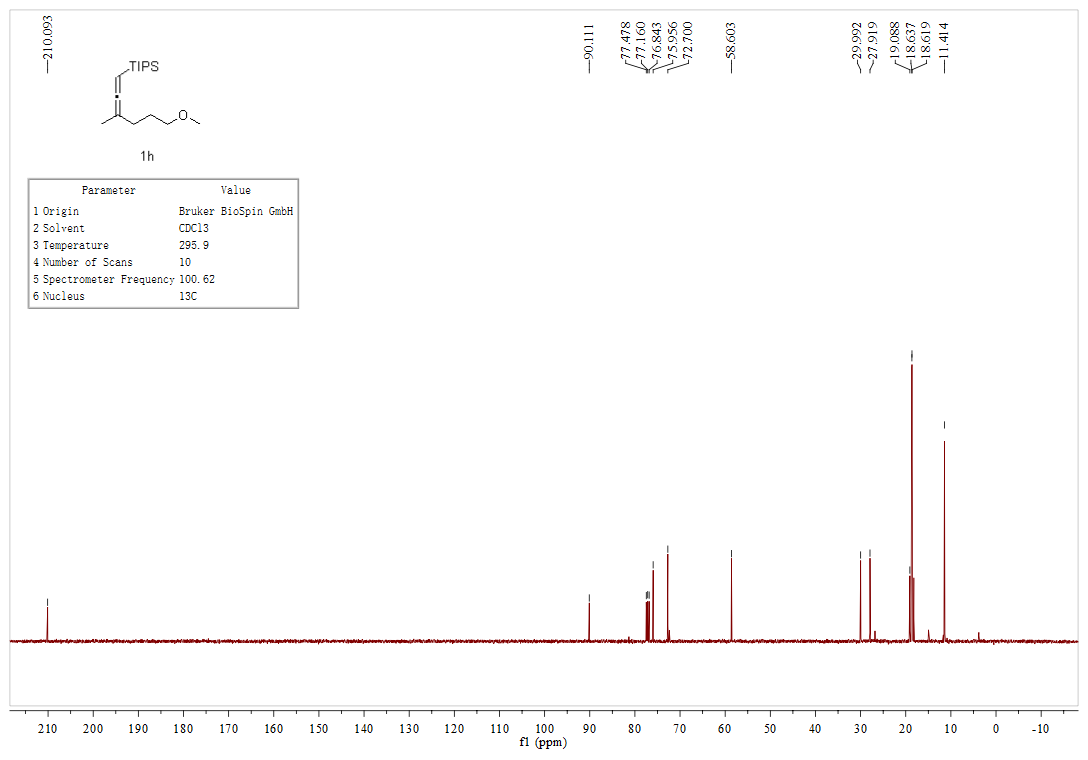 210.093
90.111
77.478
77.160
76.843
75.956
72.700
58.603
29.992
27.919
19.088
18.637
18.619
11.414
TIPS
O
1h
Parameter Value
1 Origin Bruker BioSpin GmbH
2 Solvent CDCl3
3 Temperature 295.9
4 Number of Scans 10
5 Spectrometer Frequency 100.62
6 Nucleus 13C
210 200 190 180 170 160 150 140 130 120 110 100 90 80 70 60 50 40 30 20 10 0 -10
f1 (ppm)